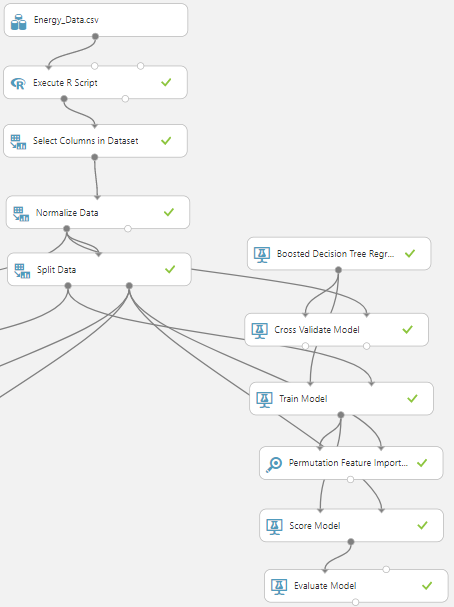 Energy_Data.csv
Execute R Script
Select Columns in Dataset
Normalize Data
Split Data
Boosted Decision Tree Regr...
Cross Validate Model
Train Model
Permutation Feature Import...
Score Model
Evaluate Model